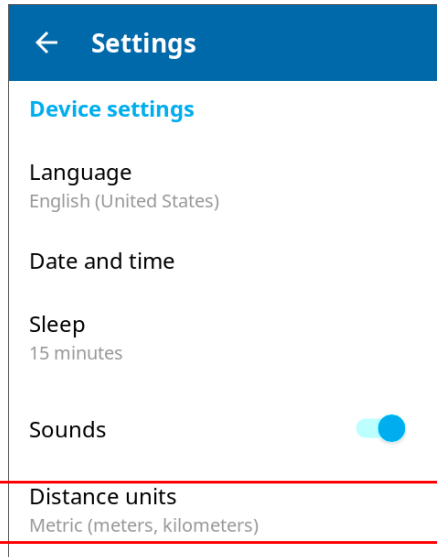 Settings
Device settings
Language
English (United States)
Date and time
Sleep
15 minutes
Sounds
Distance units
Metric (meters, kilometers)